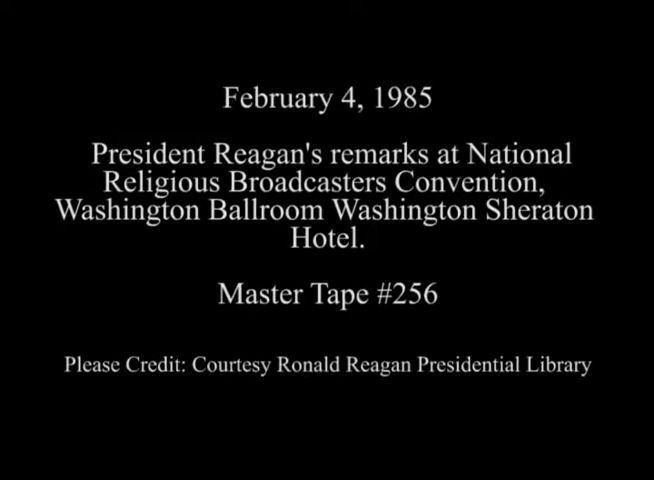 February 4, 1985
President Reagan's remarks at National
Religious Broadcasters Convention,
Washington Ballroom Washington Sheraton
Hotel.
Master Tape #256
Please Credit: Courtesy Ronald Reagan Presidential Library